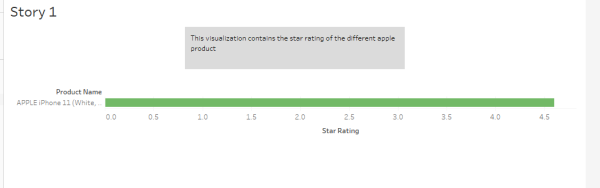 Story 1
This visualization contains the star rating of the different apple
product
Product Name
APPLE iPhone 11 (White, ..
0.0 0.5 1.0 1.5 2.0 2.5 3.0 3.5 4.0 4.5
Star Rating